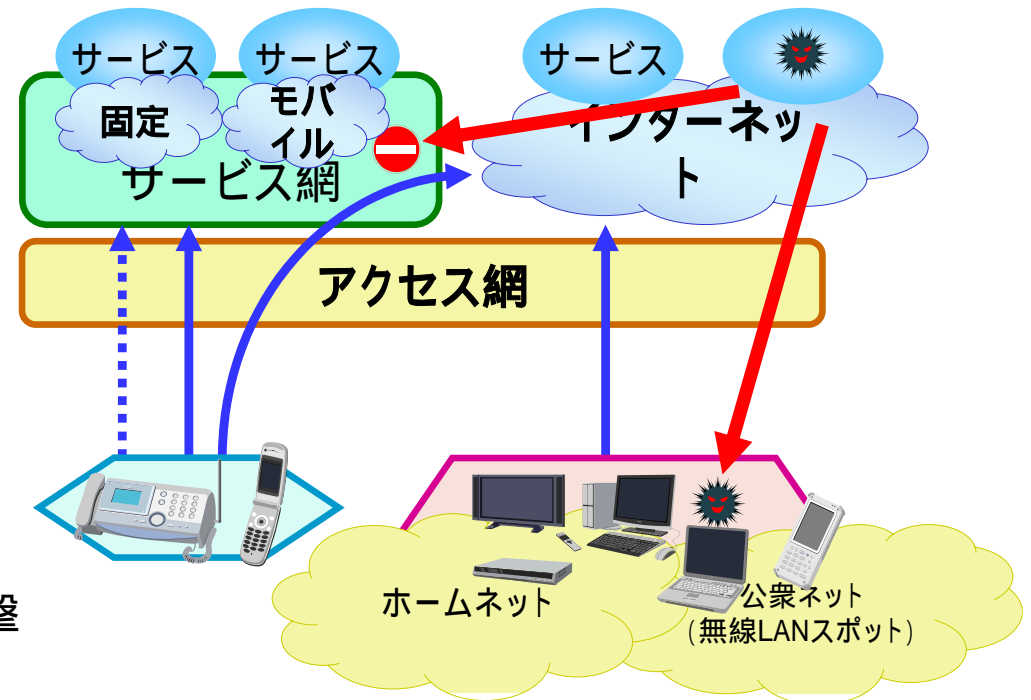 サービス
サービス
サービス
固定
モバ
イル
サービス網
インターネッ
ト
アクセス網
ホームネット
撃
公衆ネット
(無線LANスポット)